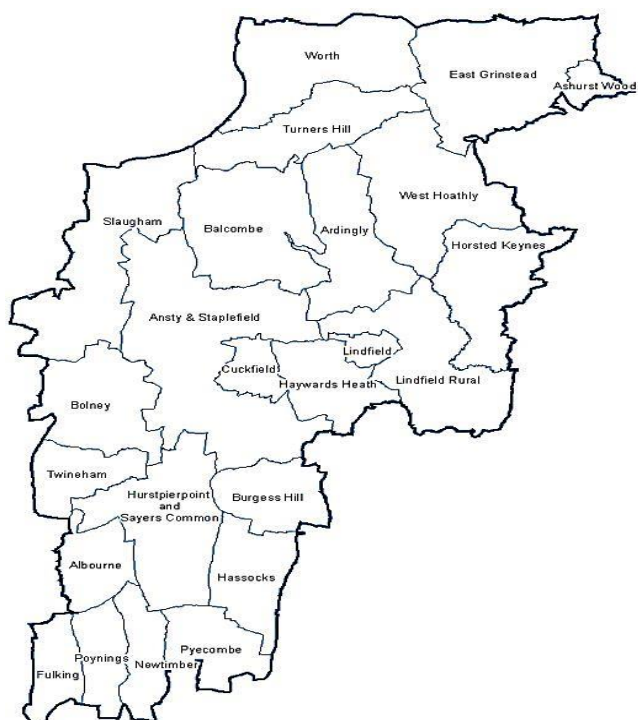 Worth
East Grinstead
Ashurst Wood
Turners Hill
West Hoathly
Slaugham
Balcombe
Ardingly
Horsted Keynes
Ansty & Staplefield
Lindfield
Cuckfield
Haywards Heath
Lindfield Rural
Bolney
Twineham
Hurstpierpoint
and
Sayers Common
Burgess Hill
Albourne
Hassocks
Pyecombe
Poynings
Newtimber
Fulking